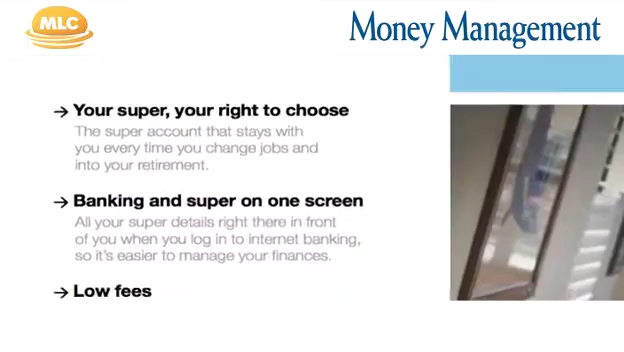 MLC
Money Management
→ Your super, your right to choose
The super account that stays with
you every time you change jobs and
into your retirement.
→ Banking and super on one screen
All your super details right there in front
of you when you log in to internet banking,
so it's easier to manage your finances.
→ Low fees